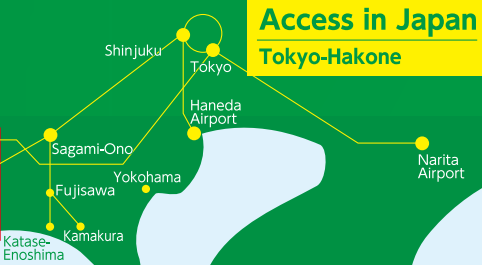 Access in Japan
Tokyo-Hakone
Shinjuku
Tokyo
Haneda
Airport
Sagami-Ono
Narita
Airport
Yokohama
Fujisawa
Kamakura
Katase-
Enoshima